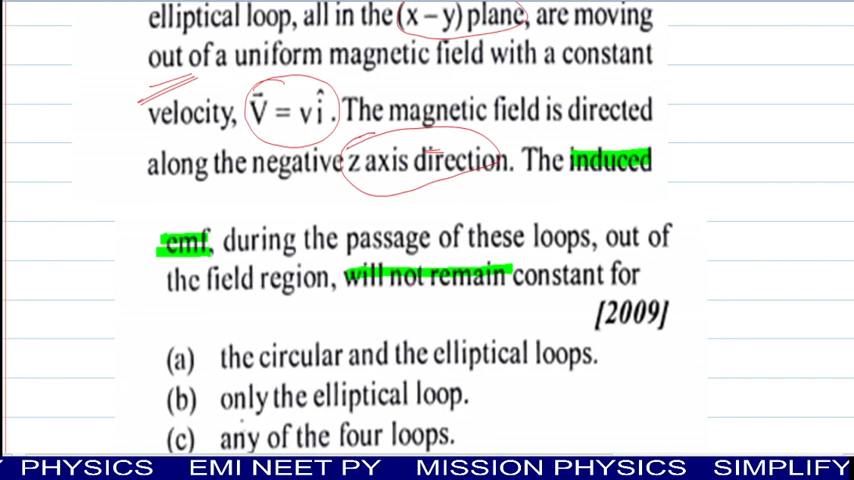 elliptical loop, all in the (x – y) plane, are moving
out of a uniform magnetic field with a constant
velocity, V⃗ = v î . The magnetic field is directed
along the negative z axis direction. The induced
emf, during the passage of these loops, out of
the field region, will not remain constant for
[2009]
(a) the circular and the elliptical loops.
(b) only the elliptical loop.
(c) any of the four loops.
Y PHYSICS EMI NEET PY MISSION PHYSICS SIMPLIFY